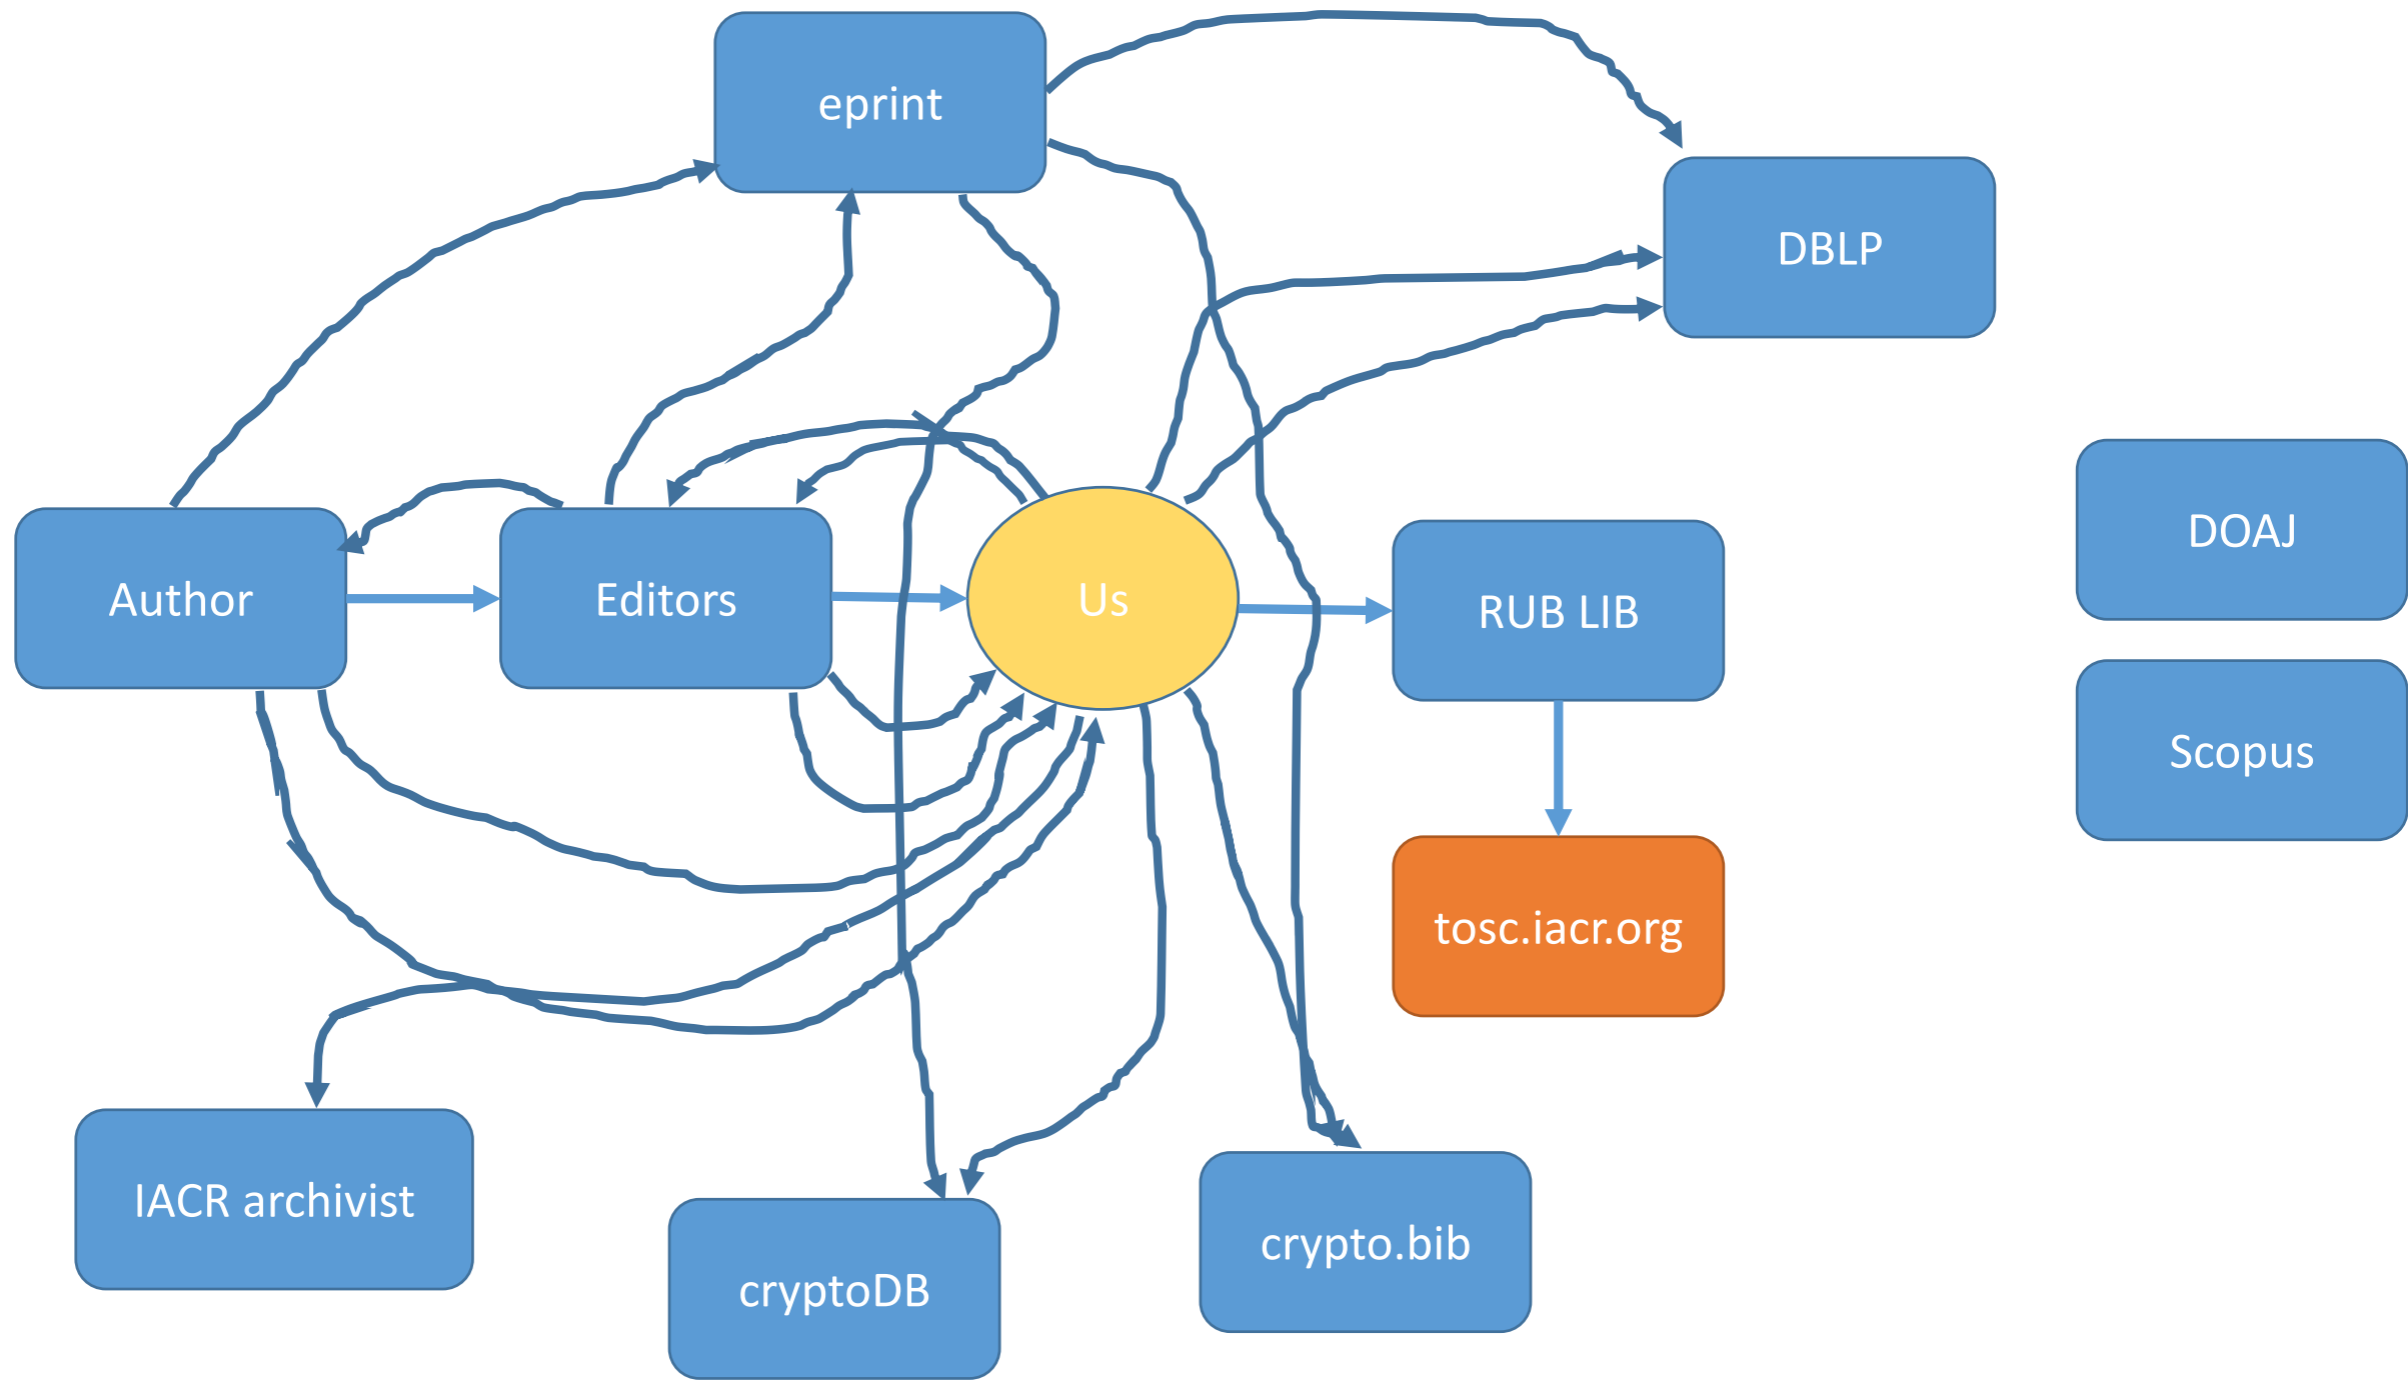 eprint
DBLP
DOAJ
Author
Editors
Us
RUB LIB
Scopus
tosc.iacr.org
IACR archivist
cryptoDB
crypto.bib